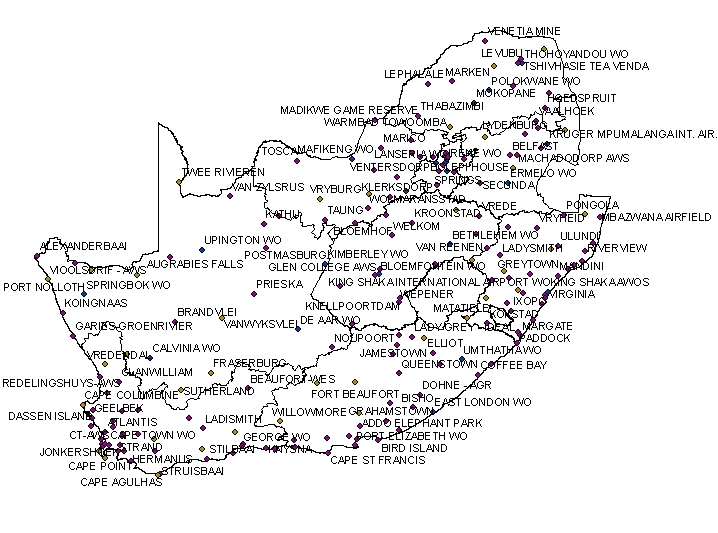 VENETIA MINE
LEVUBU
THOHOYANDOU WO
TSHIVHASIE TEA VENDA
LEPHALALE
MARKEN
POLOKWANE WO
MOKOPANE
HOEDSPRUIT
THABAZIMBI
MADIKWE GAME RESERVE
WARMBAD TOWOOMBA
LYDENBURG
KRUGER MPUMALANGA INT. AIR.
MARIK
BELFAST
TOSCA
MAFIKENG WO
LANSERIA
IRENE WO
MACHADODORP AWS
VENTERSDORP
TWEE RIVIEREN
ERMELO WO
SPRINGS
SECUNDA
VAN ZYLSRUS
VRYBURG
KLERKSDORP
WOLMARANSSTAD
VREDE
PONGOLA
TAUNG
KROONSTAD
VRYHEID
MBAZWANA AIRFIELD
KATHU
BLOEMHOF
WELKOM
BETHLEHEM WO
ULUNDI
ALEXANDERBAAI
UPINGTON WO
VAN REENEN
LADYSMITH
RIVERVIEW
POSTMASBURG
KIMBERLEY WO
AUGRABIES FALLS
GLEN COLLEGE AWS
BLOEMFONTEIN WO
GREYTOWN
MANDINI
VIOOLSDRIF - AWS
PORT NOLLOTH
SPRINGBOK WO
KING SHAKA INTERNATIONAL AIRPORT WO
KING SHAKA AWOS
PRIESKA
WEPENER
VIRGINIA
KOINGNAAS
KNELLPOORTDAM
MATATIELE
IXOPO
BRANDVLEI
KOKSTAD
GARIES-GROENRIVIER
VANWYKSVLEI
DE AAR WO
LADY GREY
MARGATE
NOUPOORT
ELLIOT
PADDOCK
VREDENDAL
CALVINIA WO
JAMESTOWN
UMTHATHA WO
FRASERBURG
QUEENSTOWN
COFFEE BAY
CLANWILLIAM
REDELINGSHUYS-AWS
BEAUFORT-WES
DOHNE - AGR
SUTHERLAND
CAPE COLUMBINE
FORT BEAUFORT
BISHO
EAST LONDON WO
GEELBEK
DASSEN ISLAND
WILLOWMORE
GRAHAMSTOWN
LADISMITH
ATLANTIS
ADDO ELEPHANT PARK
CT-AWS
CAPE TOWN WO
GEORGE WO
PORT ELIZABETH WO
STRAND
STILBAAI
KNYSNA
BIRD ISLAND
JONKERSHOEK
HERMANUS
CAPE ST FRANCIS
CAPE POINT
STRUISBAAI
CAPE AGULHAS